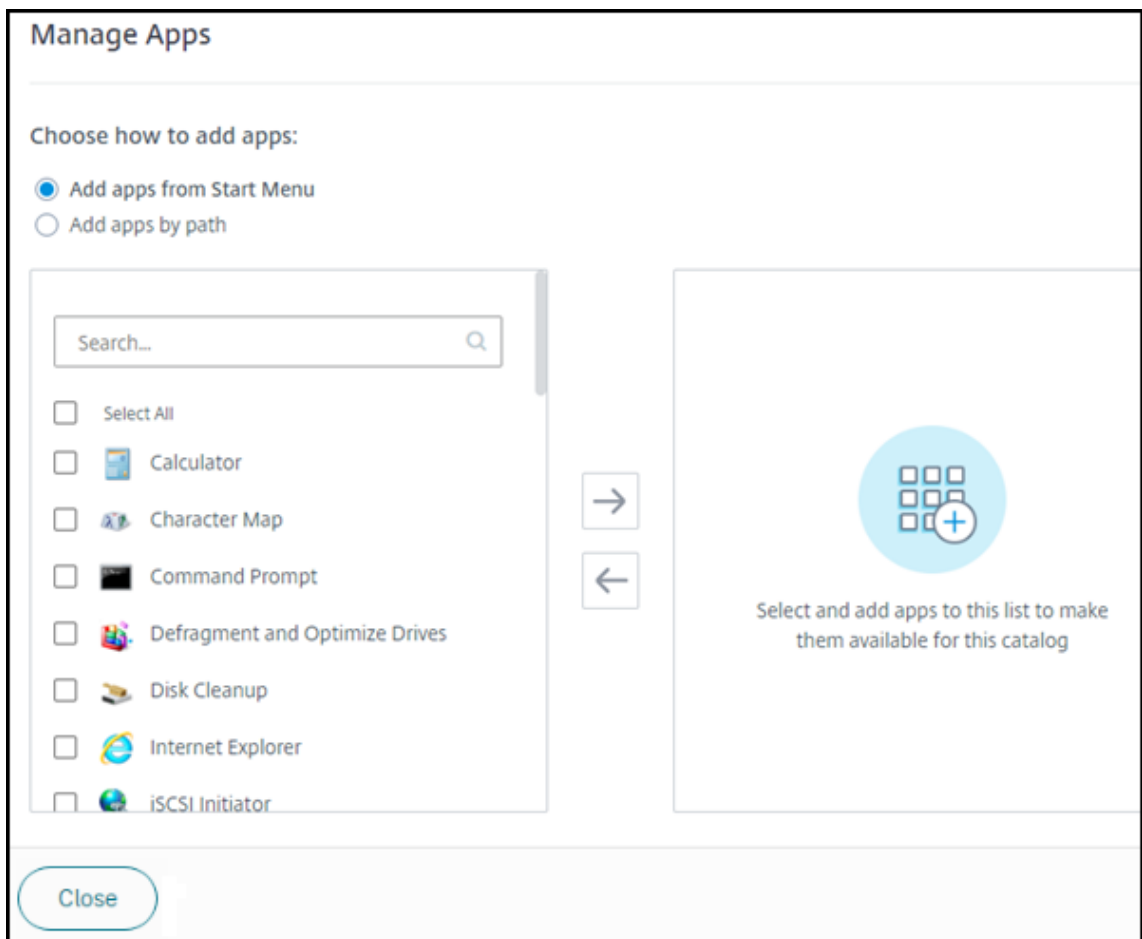 Manage Apps
Choose how to add apps:
Add apps from Start Menu
Add apps by path
Search...
Select All
Calculator
Character Map
Command Prompt
Defragment and Optimize Drives
Disk Cleanup
Internet Explorer
iSCSI Initiator
Select and add apps to this list to make
them available for this catalog
Close